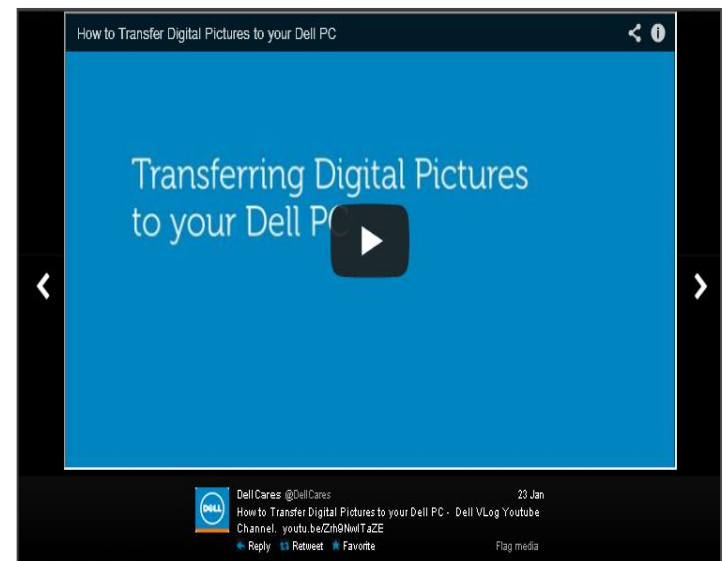 How to Transfer Digital Pictures to your Dell PC
Transferring Digital Pictures
to your Dell PC
DELL
DellCares @DellCares 23 Jan
How to Transfer Digital Pictures to your Dell PC - Dell VLog Youtube
Channel. youtu.be/Zrh9NwlTaZE
Reply Retweet Favorite Flag media